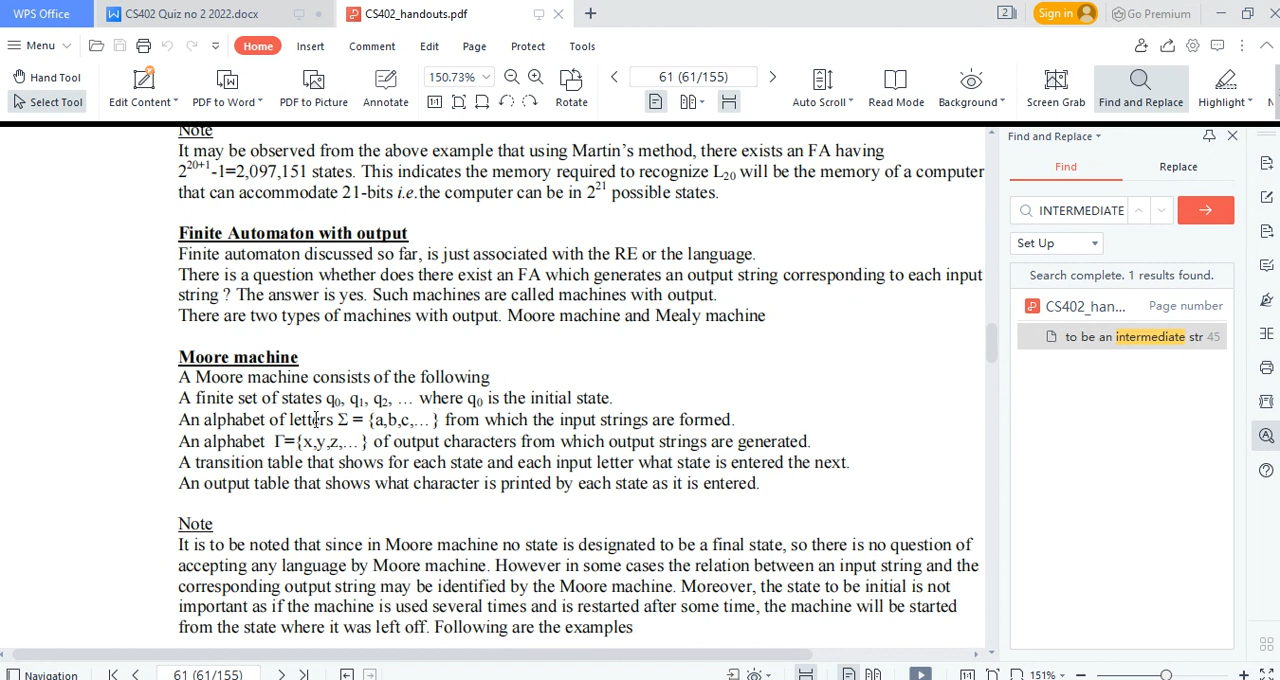 WPS Office CS402 Quiz no 2 2022.docx CS402_handouts.pdf 2 Sign in Go Premium
Menu Home Insert Comment Edit Page Protect Tools
Hand Tool 150.73% 61 (61/155)
Select Tool Edit Content PDF to Word PDF to Picture Annotate Rotate Auto Scroll Read Mode Background Screen Grab Find and Replace Highlight
Note
It may be observed from the above example that using Martin's method, there exists an FA having
2^20+1-1=2,097,151 states. This indicates the memory required to recognize L20 will be the memory of a computer
that can accommodate 21-bits i.e.the computer can be in 2^21 possible states.
Finite Automaton with output
Finite automaton discussed so far, is just associated with the RE or the language.
There is a question whether does there exist an FA which generates an output string corresponding to each input
string ? The answer is yes. Such machines are called machines with output.
There are two types of machines with output. Moore machine and Mealy machine
Moore machine
A Moore machine consists of the following
A finite set of states q0, q1, q2, … where q0 is the initial state.
An alphabet of letters Σ = {a,b,c,…} from which the input strings are formed.
An alphabet Γ={x,y,z,…} of output characters from which output strings are generated.
A transition table that shows for each state and each input letter what state is entered the next.
An output table that shows what character is printed by each state as it is entered.
Note
It is to be noted that since in Moore machine no state is designated to be a final state, so there is no question of
accepting any language by Moore machine. However in some cases the relation between an input string and the
corresponding output string may be identified by the Moore machine. Moreover, the state to be initial is not
important as if the machine is used several times and is restarted after some time, the machine will be started
from the state where it was left off. Following are the examples
Find and Replace
Find Replace
INTERMEDIATE
Set Up
Search complete. 1 results found.
CS402_han... Page number
to be an intermediate str 45
Navigation 61 (61/155) 151%